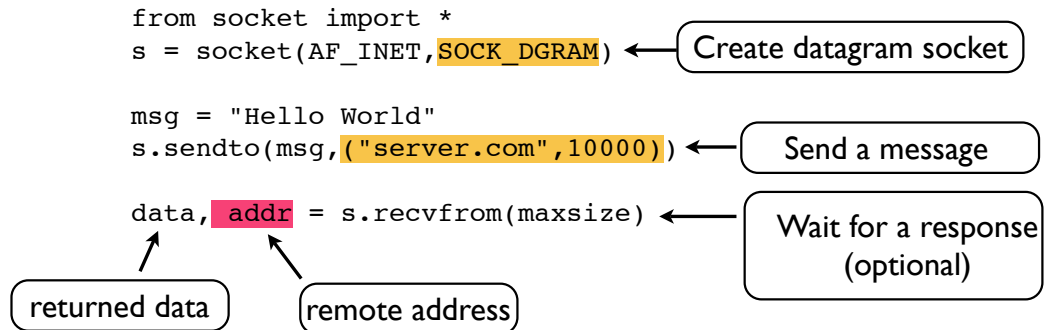 from socket import *
s = socket(AF_INET,SOCK_DGRAM)
Create datagram socket
msg = "Hello World"
s.sendto(msg,("server.com",10000))
Send a message
data, addr = s.recvfrom(maxsize)
Wait for a response
(optional)
returned data
remote address